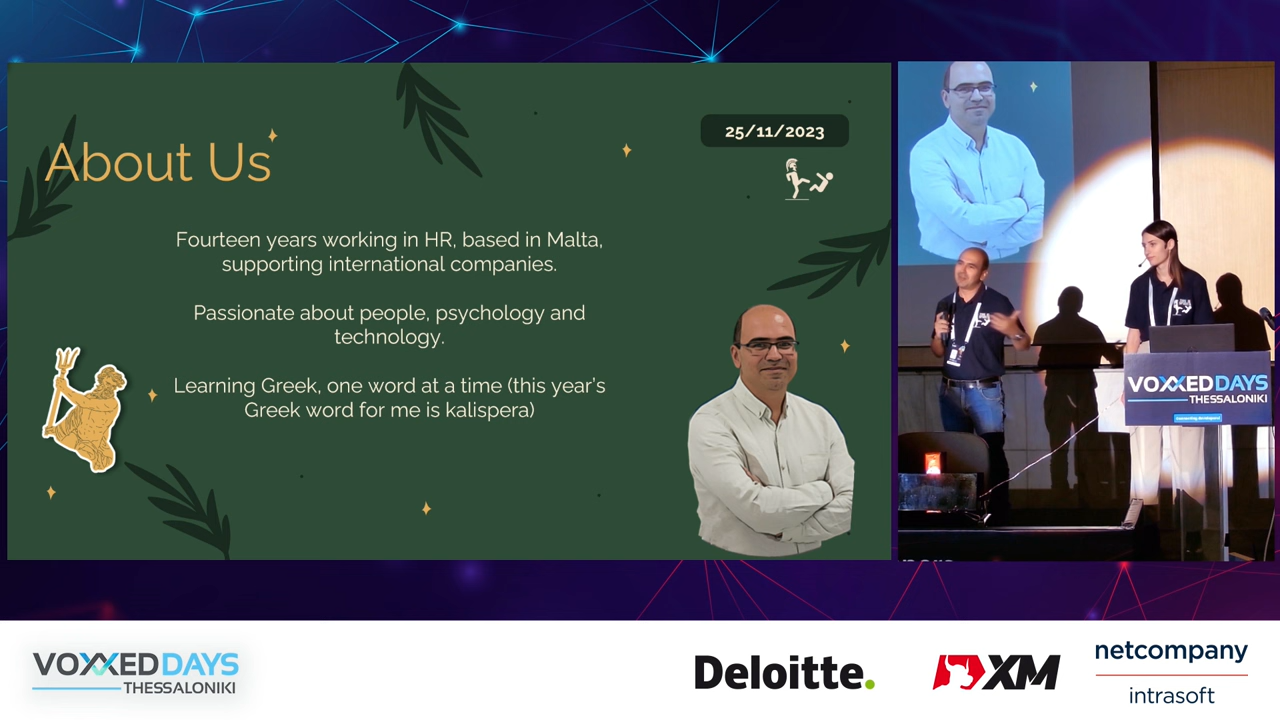 About Us
25/11/2023
Fourteen years working in HR, based in Malta,
supporting international companies.
Passionate about people, psychology and
technology.
Learning Greek, one word at a time (this year's
Greek word for me is kalispera)
VOXXED DAYS
THESSALONIKI
VOXXED DAYS
THESSALONIKI
Deloitte.
XM
netcompany
intrasoft